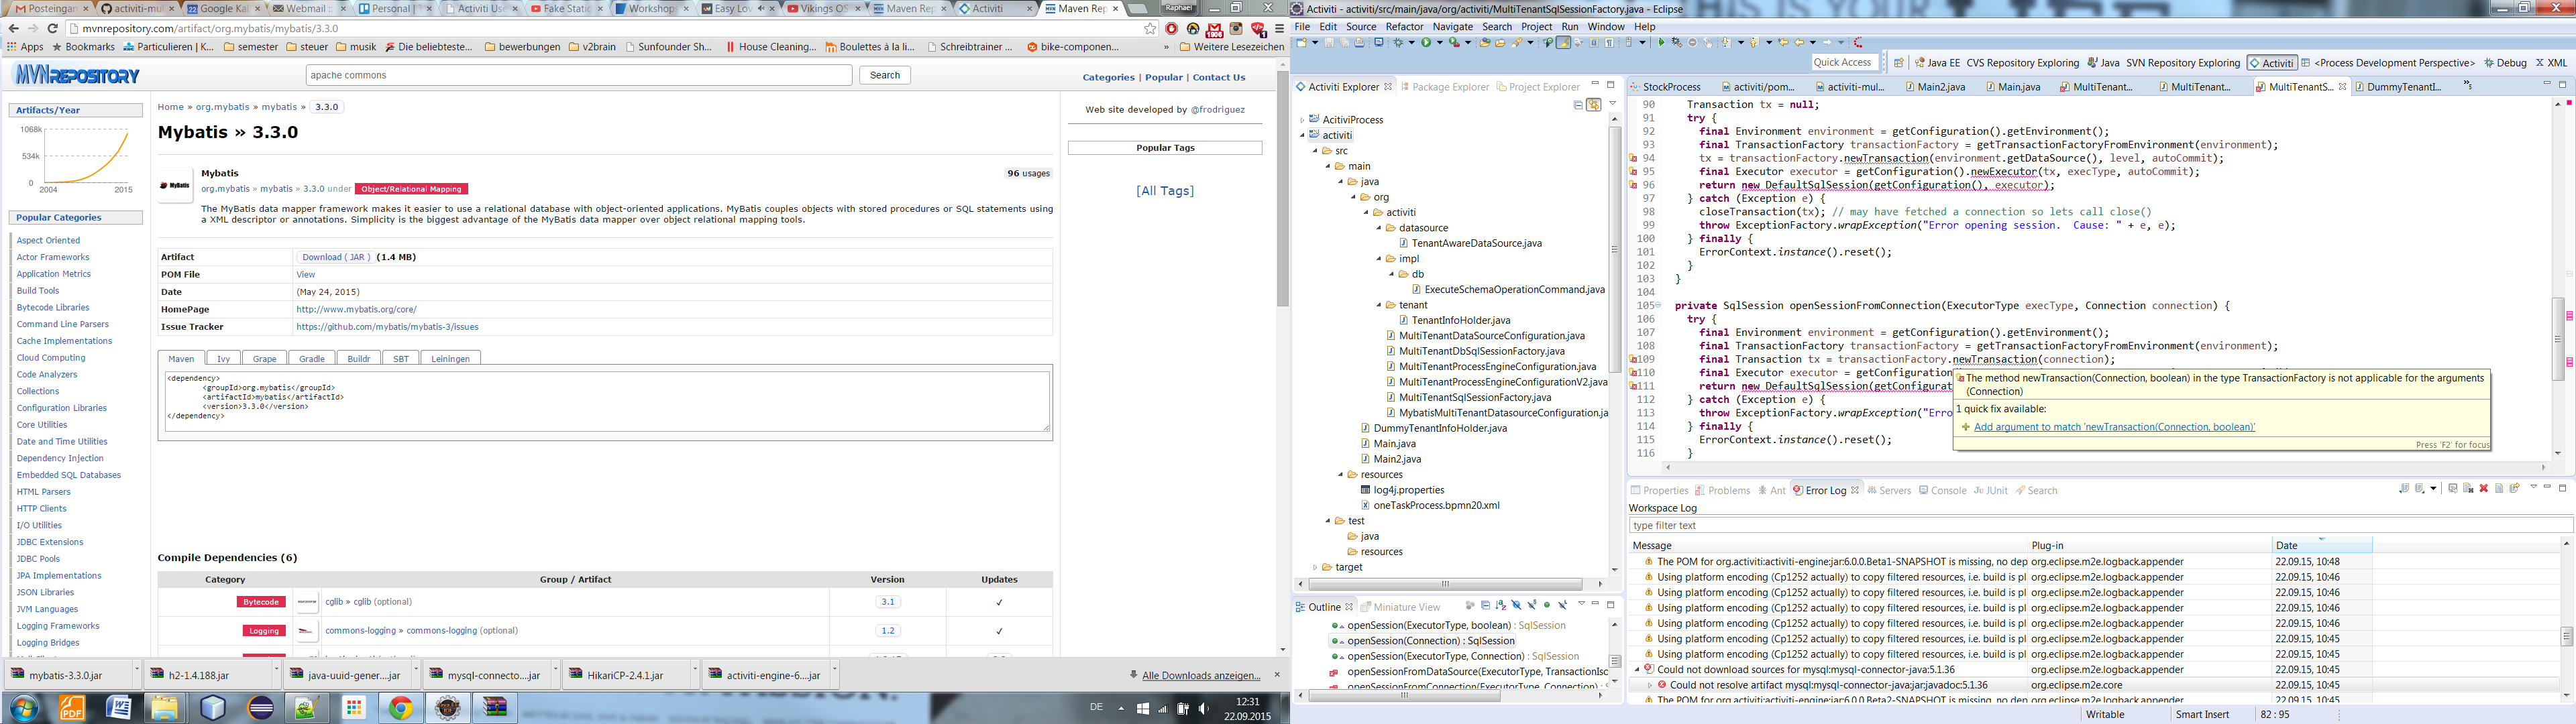 Posteingan
activiti-mul
Google Kal
Webmail ::
Personal |
Activiti Use
Fake Static
Workshops
Easy Lov
Vikings OS
Maven Rep
Activiti
Maven Rep
Raphael
mvnrepository.com/artifact/org.mybatis/mybatis/3.3.0
Apps
Bookmarks
Particulieren | K...
semester
steuer
musik
Die beliebteste...
bewerbungen
v2brain
Sunfounder Sh...
House Cleaning...
Boulettes à la li...
Schreibtrainer ...
bike-componen...
»
Weitere Lesezeichen
MVNREPOSITORY
apache commons
Search
Categories | Popular | Contact Us
Artifacts/Year
1068k
534k
0
2004
2015
Popular Categories
Aspect Oriented
Actor Frameworks
Application Metrics
Build Tools
Bytecode Libraries
Command Line Parsers
Cache Implementations
Cloud Computing
Code Analyzers
Collections
Configuration Libraries
Core Utilities
Date and Time Utilities
Dependency Injection
Embedded SQL Databases
HTML Parsers
HTTP Clients
I/O Utilities
JDBC Extensions
JDBC Pools
JPA Implementations
JSON Libraries
JVM Languages
Logging Frameworks
Logging Bridges
Home » org.mybatis » mybatis » 3.3.0
Mybatis » 3.3.0
MyBatis
Mybatis
96 usages
org.mybatis » mybatis » 3.3.0 under Object/Relational Mapping
The MyBatis data mapper framework makes it easier to use a relational database with object-oriented applications. MyBatis couples objects with stored procedures or SQL statements using
a XML descriptor or annotations. Simplicity is the biggest advantage of the MyBatis data mapper over object relational mapping tools.
Artifact
Download ( JAR ) (1.4 MB)
POM File
View
Date
(May 24, 2015)
HomePage
http://www.mybatis.org/core/
Issue Tracker
https://github.com/mybatis/mybatis-3/issues
Maven
Ivy
Grape
Gradle
Buildr
SBT
Leiningen
<dependency>
<groupId>org.mybatis</groupId>
<artifactId>mybatis</artifactId>
<version>3.3.0</version>
</dependency>
Compile Dependencies (6)
Category
Group / Artifact
Version
Updates
Bytecode
cglib » cglib (optional)
3.1
✓
Logging
commons-logging » commons-logging (optional)
1.2
✓
Web site developed by @frodriguez
Popular Tags
[All Tags]
mybatis-3.3.0.jar
h2-1.4.188.jar
java-uuid-gener....jar
mysql-connecto....jar
HikariCP-2.4.1.jar
activiti-engine-6....jar
Alle Downloads anzeigen...
DE
12:31
22.09.2015
Activiti - activiti/src/main/java/org/activiti/MultiTenantSqlSessionFactory.java - Eclipse
File Edit Source Refactor Navigate Search Project Run Window Help
Quick Access
Java EE
CVS Repository Exploring
Java
SVN Repository Exploring
Activiti
<Process Development Perspective>
Debug
XML
Activiti Explorer
Package Explorer
Project Explorer
AcitiviProcess
activiti
src
main
java
org
activiti
datasource
TenantAwareDataSource.java
impl
db
ExecuteSchemaOperationCommand.java
tenant
TenantInfoHolder.java
MultiTenantDataSourceConfiguration.java
MultiTenantDbSqlSessionFactory.java
MultiTenantProcessEngineConfiguration.java
MultiTenantProcessEngineConfigurationV2.java
MultiTenantSqlSessionFactory.java
MybatisMultiTenantDatasourceConfiguration.ja
DummyTenantInfoHolder.java
Main.java
Main2.java
resources
log4j.properties
oneTaskProcess.bpmn20.xml
test
java
resources
target
Outline
Miniature View
openSession(ExecutorType, boolean) : SqlSession
openSession(Connection) : SqlSession
openSession(ExecutorType, Connection) : SqlSession
openSessionFromDataSource(ExecutorType, TransactionIsc
openSessionFromConnection(ExecutorType, Connection) : S
StockProcess
activiti/pom...
activiti-mul...
Main2.java
Main.java
MultiTenant...
MultiTenant...
MultiTenantS...
DummyTenantI...
90 Transaction tx = null;
91 try {
92 final Environment environment = getConfiguration().getEnvironment();
93 final TransactionFactory transactionFactory = getTransactionFactoryFromEnvironment(environment);
94 tx = transactionFactory.newTransaction(environment.getDataSource(), level, autoCommit);
95 final Executor executor = getConfiguration().newExecutor(tx, execType, autoCommit);
96 return new DefaultSqlSession(getConfiguration(), executor);
97 } catch (Exception e) {
98 closeTransaction(tx); // may have fetched a connection so lets call close()
99 throw ExceptionFactory.wrapException("Error opening session.  Cause: " + e, e);
100 } finally {
101 ErrorContext.instance().reset();
102 }
103 }
104
105 private SqlSession openSessionFromConnection(ExecutorType execType, Connection connection) {
106 try {
107 final Environment environment = getConfiguration().getEnvironment();
108 final TransactionFactory transactionFactory = getTransactionFactoryFromEnvironment(environment);
109 final Transaction tx = transactionFactory.newTransaction(connection);
110 final Executor executor = getConfiguration
111 return new DefaultSqlSession(getConfigurat
112 } catch (Exception e) {
113 throw ExceptionFactory.wrapException("Erro
114 } finally {
115 ErrorContext.instance().reset();
116 }
The method newTransaction(Connection, boolean) in the type TransactionFactory is not applicable for the arguments
(Connection)
1 quick fix available:
Add argument to match 'newTransaction(Connection, boolean)'
Press 'F2' for focus
Properties
Problems
Ant
Error Log
Servers
Console
JUnit
Search
Workspace Log
type filter text
Message
Plug-in
Date
The POM for org.activiti:activiti-engine:jar:6.0.0.Beta1-SNAPSHOT is missing, no dep org.eclipse.m2e.logback.appender 22.09.15, 10:48
Using platform encoding (Cp1252 actually) to copy filtered resources, i.e. build is pl org.eclipse.m2e.logback.appender 22.09.15, 10:46
Using platform encoding (Cp1252 actually) to copy filtered resources, i.e. build is pl org.eclipse.m2e.logback.appender 22.09.15, 10:46
Using platform encoding (Cp1252 actually) to copy filtered resources, i.e. build is pl org.eclipse.m2e.logback.appender 22.09.15, 10:46
Using platform encoding (Cp1252 actually) to copy filtered resources, i.e. build is pl org.eclipse.m2e.logback.appender 22.09.15, 10:46
Using platform encoding (Cp1252 actually) to copy filtered resources, i.e. build is pl org.eclipse.m2e.logback.appender 22.09.15, 10:45
Using platform encoding (Cp1252 actually) to copy filtered resources, i.e. build is pl org.eclipse.m2e.logback.appender 22.09.15, 10:45
Could not download sources for mysql:mysql-connector-java:5.1.36 org.eclipse.m2e.logback.appender 22.09.15, 10:45
Could not resolve artifact mysql:mysql-connector-java:jar:javadoc:5.1.36 org.eclipse.m2e.core 22.09.15, 10:45
The POM for org.activiti:activiti-engine:jar:6.0.0.Beta1-SNAPSHOT is missing, no dep org.eclipse.m2e.logback.appender 22.09.15, 10:45
Writable
Smart Insert
82 : 95